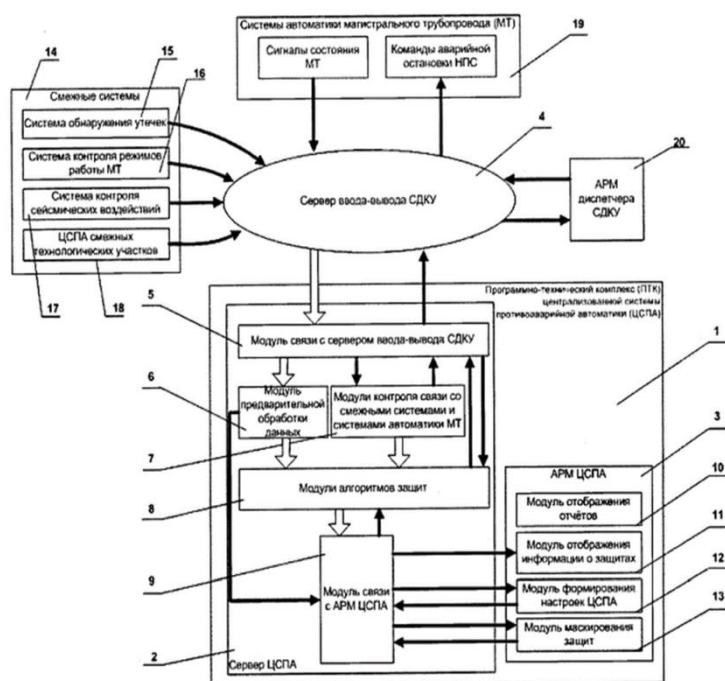 Системы автоматики магистрального трубопровода (МТ)
Сигналы состояния
МТ
Команды аварийной
остановки НПС
19
14
15
16
Смежные системы
Система обнаружения утечек
Система контроля режимов
работы МТ
Система контроля
сейсмических воздействий
ЦСПА смежных
технологических участков
17
18
4
Сервер ввода-вывода СДКУ
20
АРМ
диспетчера
СДКУ
Программно-технический комплекс (ПТК)
централизованной системы
противоаварийной автоматики (ЦСПА)
1
5
Модуль связи с сервером ввода-вывода СДКУ
6
Модуль
предварительной
обработки
данных
Модули контроля связи со
смежными системами и
системами автоматики МТ
7
8
Модули алгоритмов защит
9
Модуль связи
с АРМ ЦСПА
2
Сервер ЦСПА
3
АРМ ЦСПА
10
Модуль отображения
отчётов
11
Модуль отображения
информации о защитах
12
Модуль формирования
настроек ЦСПА
13
Модуль маскирования
защит